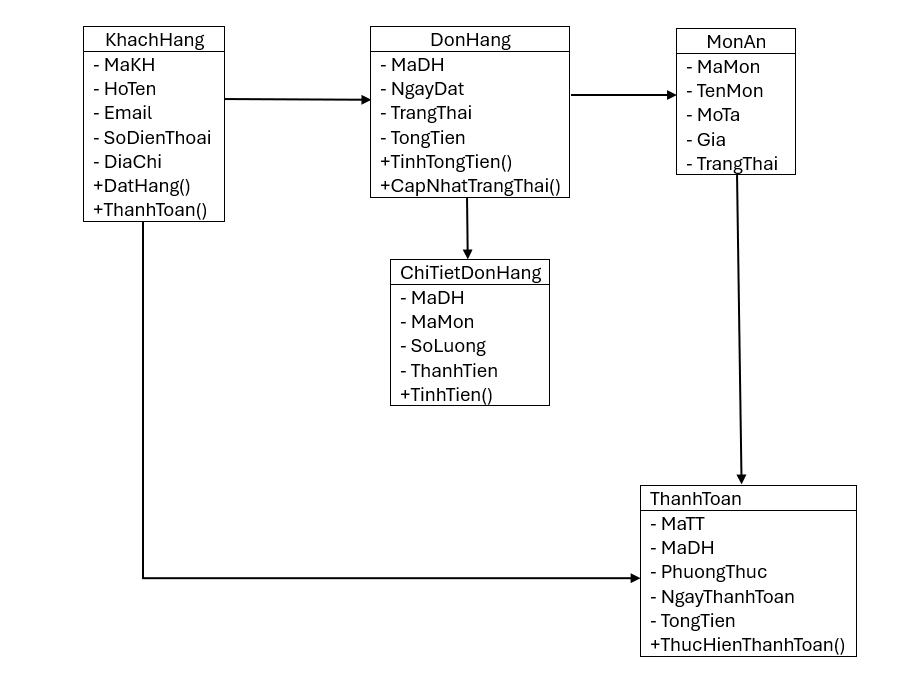 KhachHang
- MaKH
- HoTen
- Email
- SoDienThoai
- DiaChi
+DatHang()
+ThanhToan()
DonHang
- MaDH
- NgayDat
- TrangThai
- TongTien
+TinhTongTien()
+CapNhatTrangThai()
MonAn
- MaMon
- TenMon
- MoTa
- Gia
- TrangThai
ChiTietDonHang
- MaDH
- MaMon
- SoLuong
- ThanhTien
+TinhTien()
ThanhToan
- MaTT
- MaDH
- PhuongThuc
- NgayThanhToan
- TongTien
+ThucHienThanhToan()